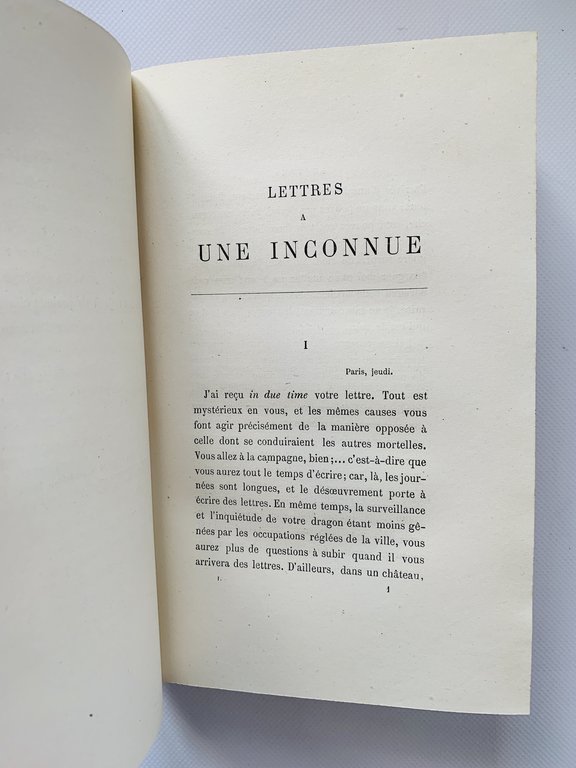 LETTRES
A
UNE INCONNUE
I
Paris, jeudi.
J'ai reçu in due time votre lettre. Tout est
mystérieux en vous, et les mêmes causes vous
font agir précisément de la manière opposée à
celle dont se conduiraient les autres mortelles.
Vous allez à la campagne, bien ;... c'est-à-dire que
vous aurez tout le temps d'écrire ; car, là, les jour-
nées sont longues, et le désœuvrement porte à
écrire des lettres. En même temps, la surveillance
et l'inquiétude de votre dragon étant moins gê-
nées par les occupations réglées de la ville, vous
aurez plus de questions à subir quand il vous
arrivera des lettres. D'ailleurs, dans un château,
I. 1